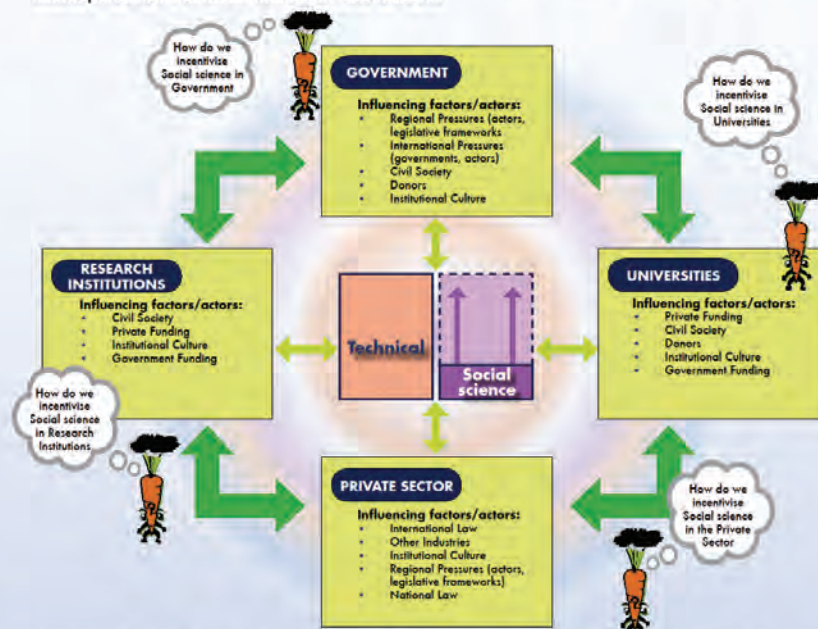 How do we
incentivise
Social science in
Government
GOVERNMENT
Influencing factors/actors:
• Regional Pressures (actors,
legislative frameworks
• International Pressures
(governments, actors)
• Civil Society
• Donors
• Institutional Culture
How do we
incentivise
Social science in
Universities
RESEARCH
INSTITUTIONS
Influencing factors/actors:
• Civil Society
• Private Funding
• Institutional Culture
• Government Funding
Technical
Social
science
UNIVERSITIES
Influencing factors/actors:
• Private Funding
• Civil Society
• Donors
• Institutional Culture
• Government Funding
How do we
incentivise
Social science
in Research
Institutions
PRIVATE SECTOR
Influencing factors/actors:
• International Law
• Other Industries
• Institutional Culture
• Regional Pressures (actors,
legislative frameworks)
• National Law
How do we
incentivise
Social science
in the Private
Sector